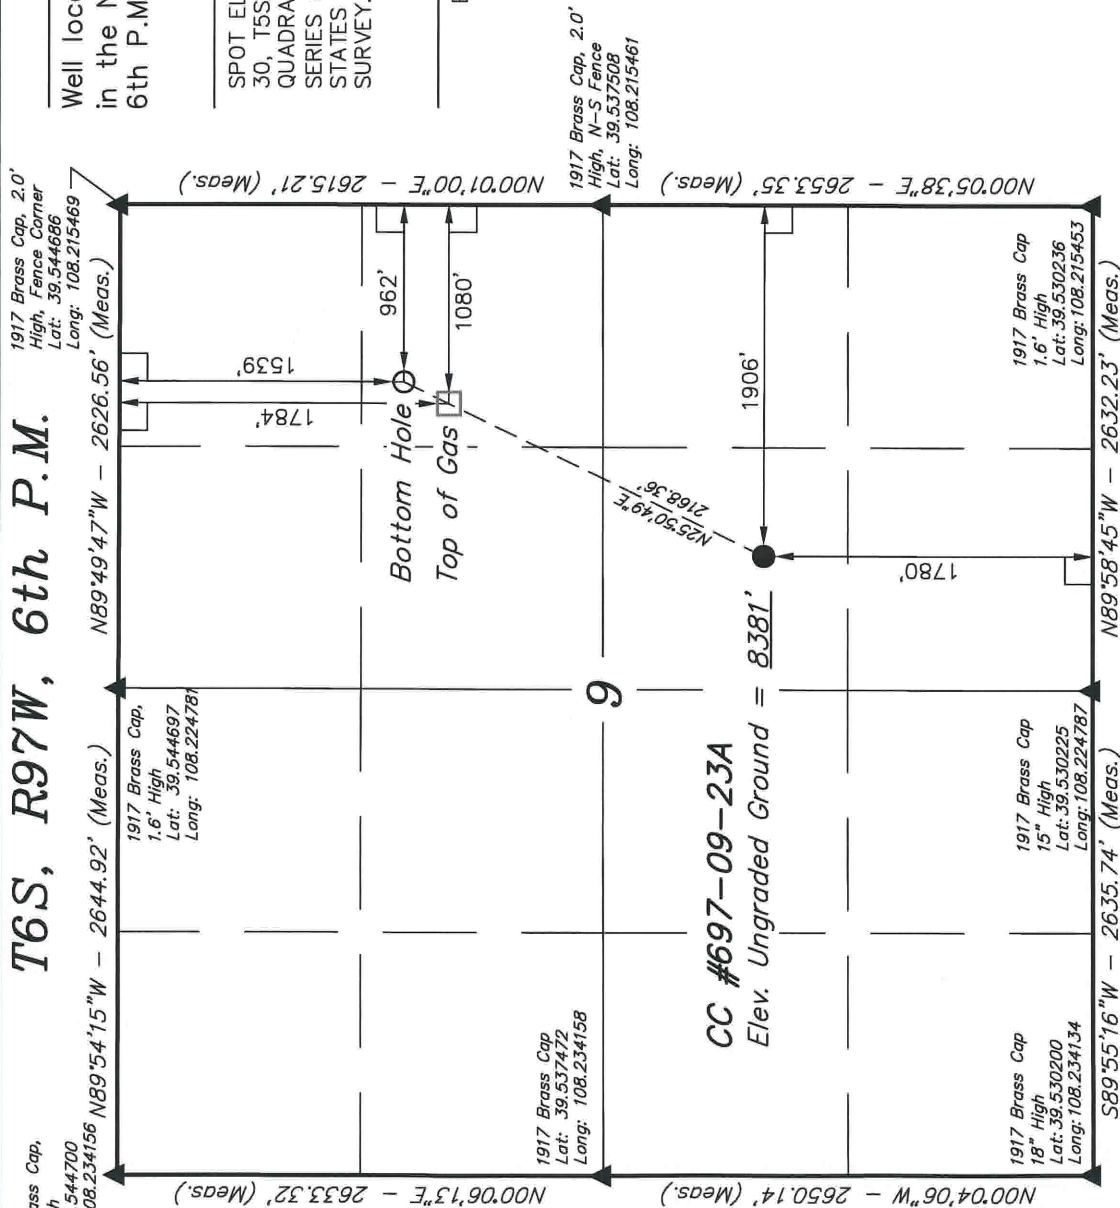 T6S, R97W, 6th P.M.
ass Cap,
h
.544700
08.234156
N89°54'15"W - 2644.92' (Meas.)
N89°49'47"W - 2626.56' (Meas.)
1917 Brass Cap, 2.0'
High, Fence Corner
Lat: 39.544686
Long: 108.215469
1917 Brass Cap,
1.6' High
Lat: 39.544697
Long: 108.224781
Well loc
in the N
6th P.M
SPOT EL
30, T5S
QUADRA
SERIES
STATES
SURVEY.
N00°06'13"E - 2633.32' (Meas.)
1784'
1539'
962'
1080'
Bottom Hole
Top of Gas
N00°01'00"E - 2615.21' (Meas.)
1917 Brass Cap
Lat: 39.537472
Long: 108.234158
9
1917 Brass Cap, 2.0'
High, N-S Fence
Lat: 39.537508
Long: 108.215461
N25°50'49"E
2168.36'
CC #697-09-23A
Elev. Ungraded Ground = 8381'
1906'
1780'
N00°04'06"W - 2650.14' (Meas.)
N00°05'38"E - 2653.35' (Meas.)
1917 Brass Cap
18" High
Lat: 39.530200
Long: 108.234134
1917 Brass Cap
15" High
Lat: 39.530225
Long: 108.224787
1917 Brass Cap
1.6' High
Lat: 39.530236
Long: 108.215453
S89°55'16"W - 2635.74' (Meas.)
N89°58'45"W - 2632.23' (Meas.)